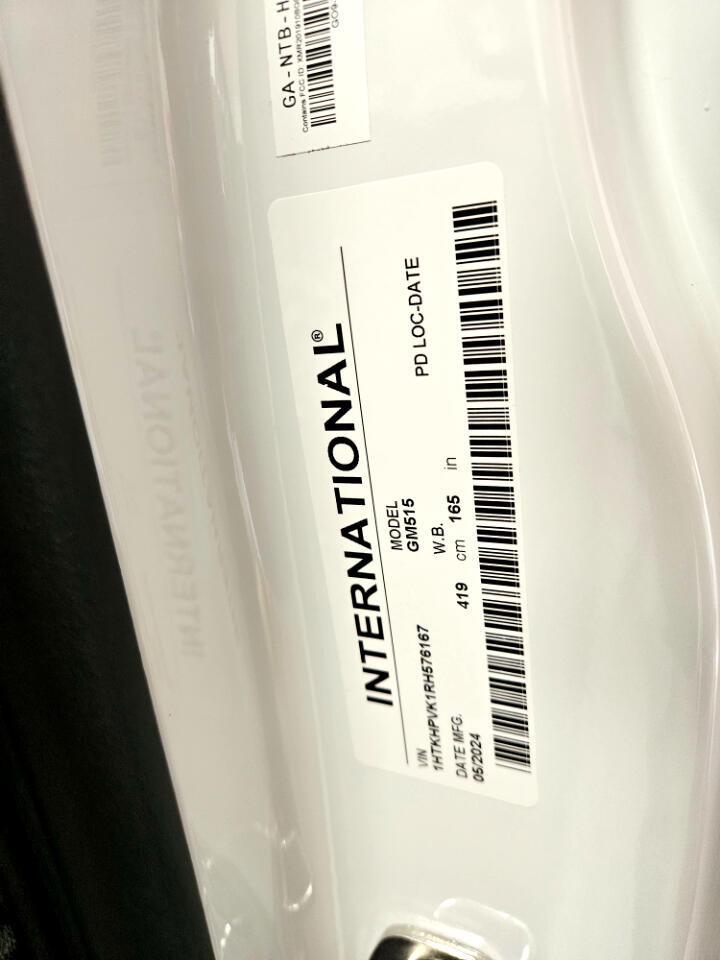 GA-NTB-H
Contains FCC ID:
GO9-
INTERNATIONAL®
MODEL
GM515
PD LOC-DATE
VIN
1HTKHPVK1RH576167
W.B.
DATE MFG.
419 cm 165 in
05/2024